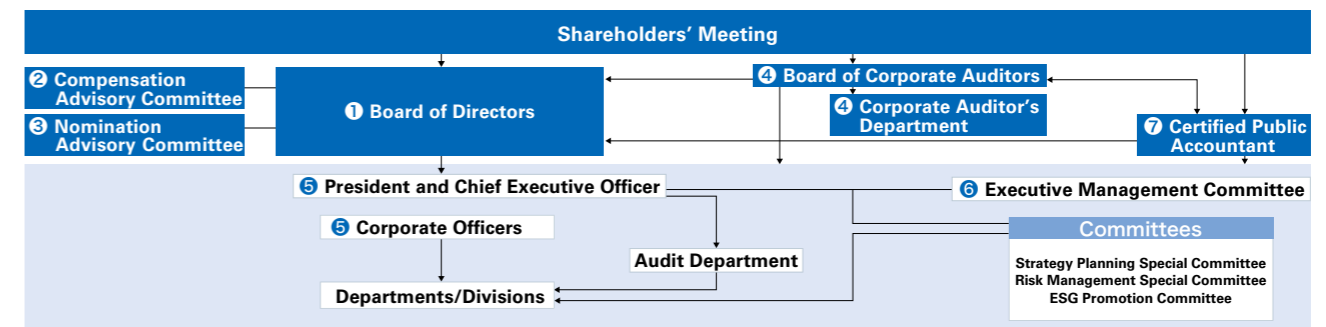 Shareholders' Meeting
❷ Compensation
Advisory Committee
❸ Nomination
Advisory Committee
❶ Board of Directors
❹ Board of Corporate Auditors
❹ Corporate Auditor's
Department
❼ Certified Public
Accountant
❺ President and Chief Executive Officer
❻ Executive Management Committee
❺ Corporate Officers
Audit Department
Departments/Divisions
Committees
Strategy Planning Special Committee
Risk Management Special Committee
ESG Promotion Committee